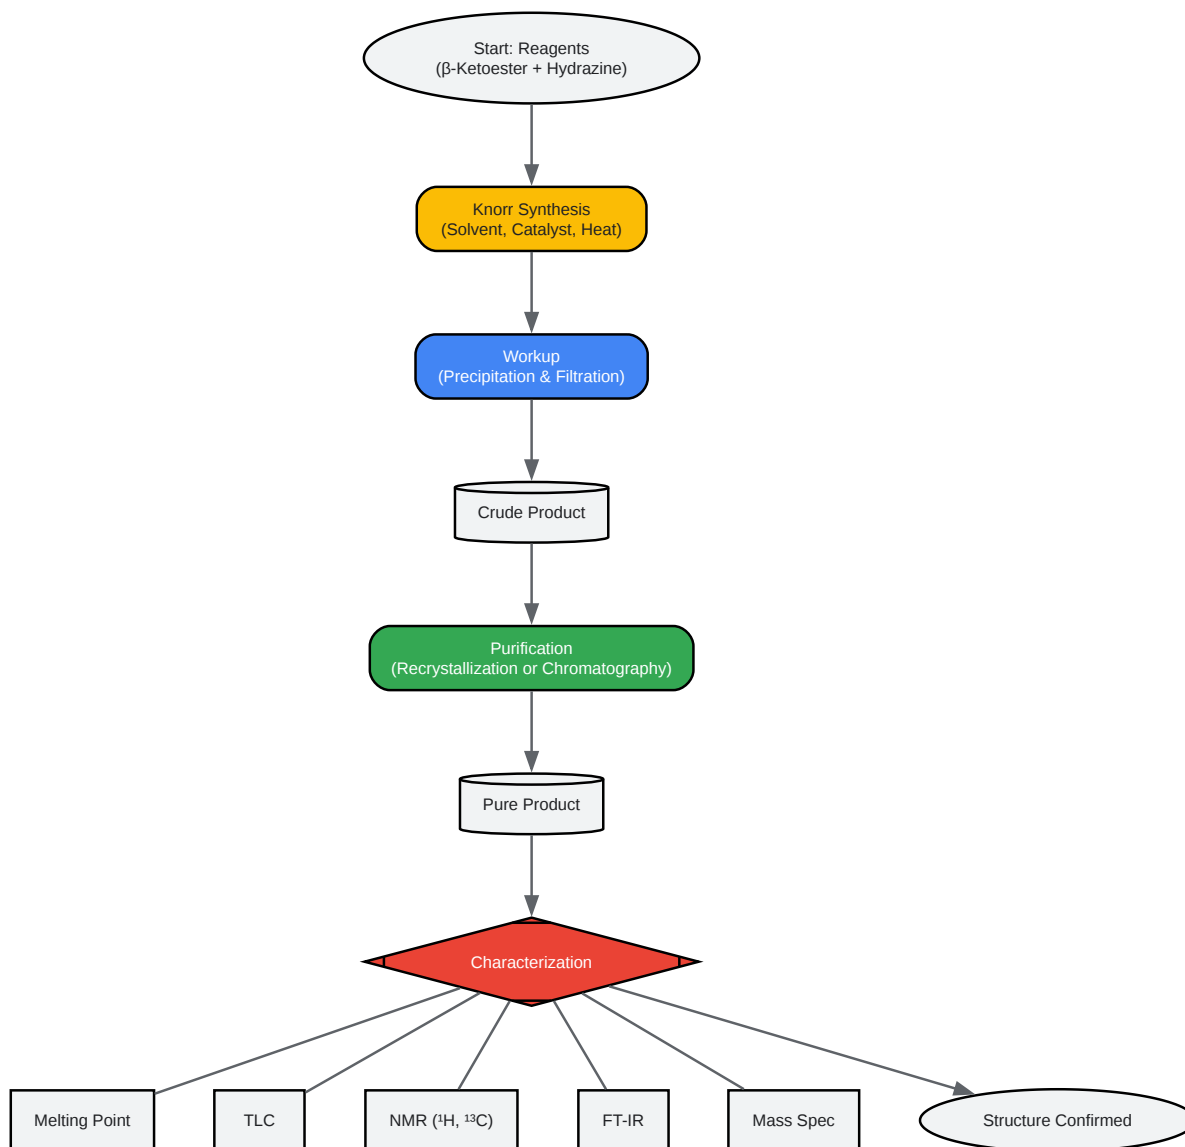 Start: Reagents
(β-Ketoester + Hydrazine)
Knorr Synthesis
(Solvent, Catalyst, Heat)
Workup
(Precipitation & Filtration)
Crude Product
Purification
(Recrystallization or Chromatography)
Pure Product
Characterization
Melting Point
TLC
NMR (¹H, ¹³C)
FT-IR
Mass Spec
Structure Confirmed